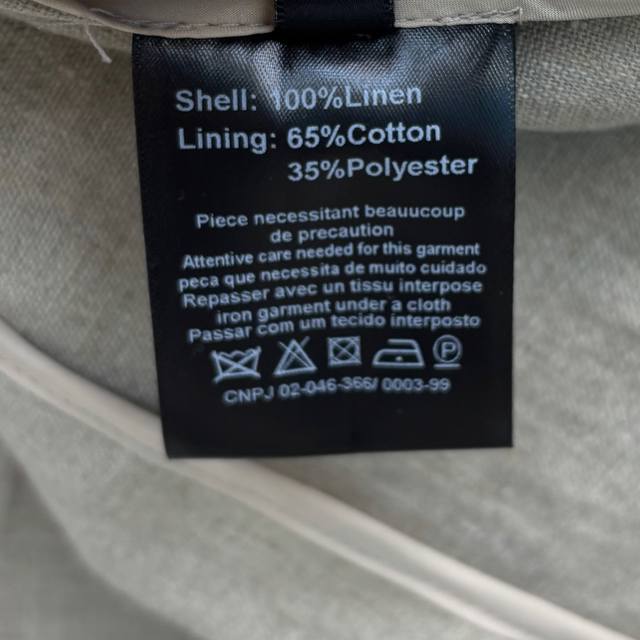 Shell: 100%Linen
Lining: 65%Cotton
35%Polyester
Piece necessitant beauucoup
de precaution
Attentive care needed for this garment
peca que necessita de muito cuidado
Repasser avec un tissu interpose
iron garment under a cloth
Passar com um tecido interposto
P
CNPJ 02-046-366/ 0003-99